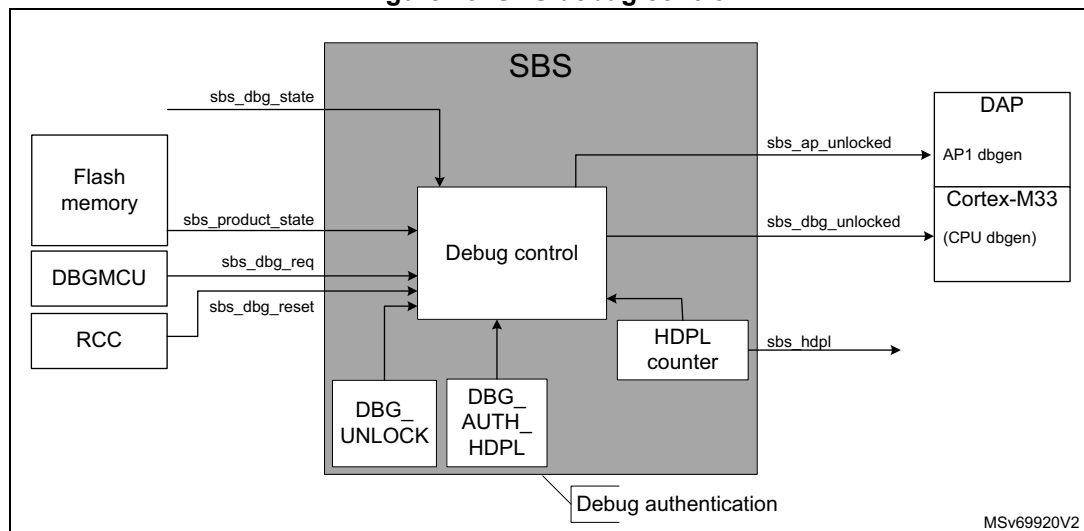 SBS
sbs_dbg_state
DAP
sbs_ap_unlocked
AP1 dbgen
Flash
memory
Cortex-M33
sbs_product_state
sbs_dbg_unlocked
(CPU dbgen)
Debug control
DBGMCU
sbs_dbg_req
sbs_dbg_reset
RCC
HDPL
counter
sbs_hdpl
DBG_
UNLOCK
DBG_
AUTH_
HDPL
Debug authentication
MSv69920V2